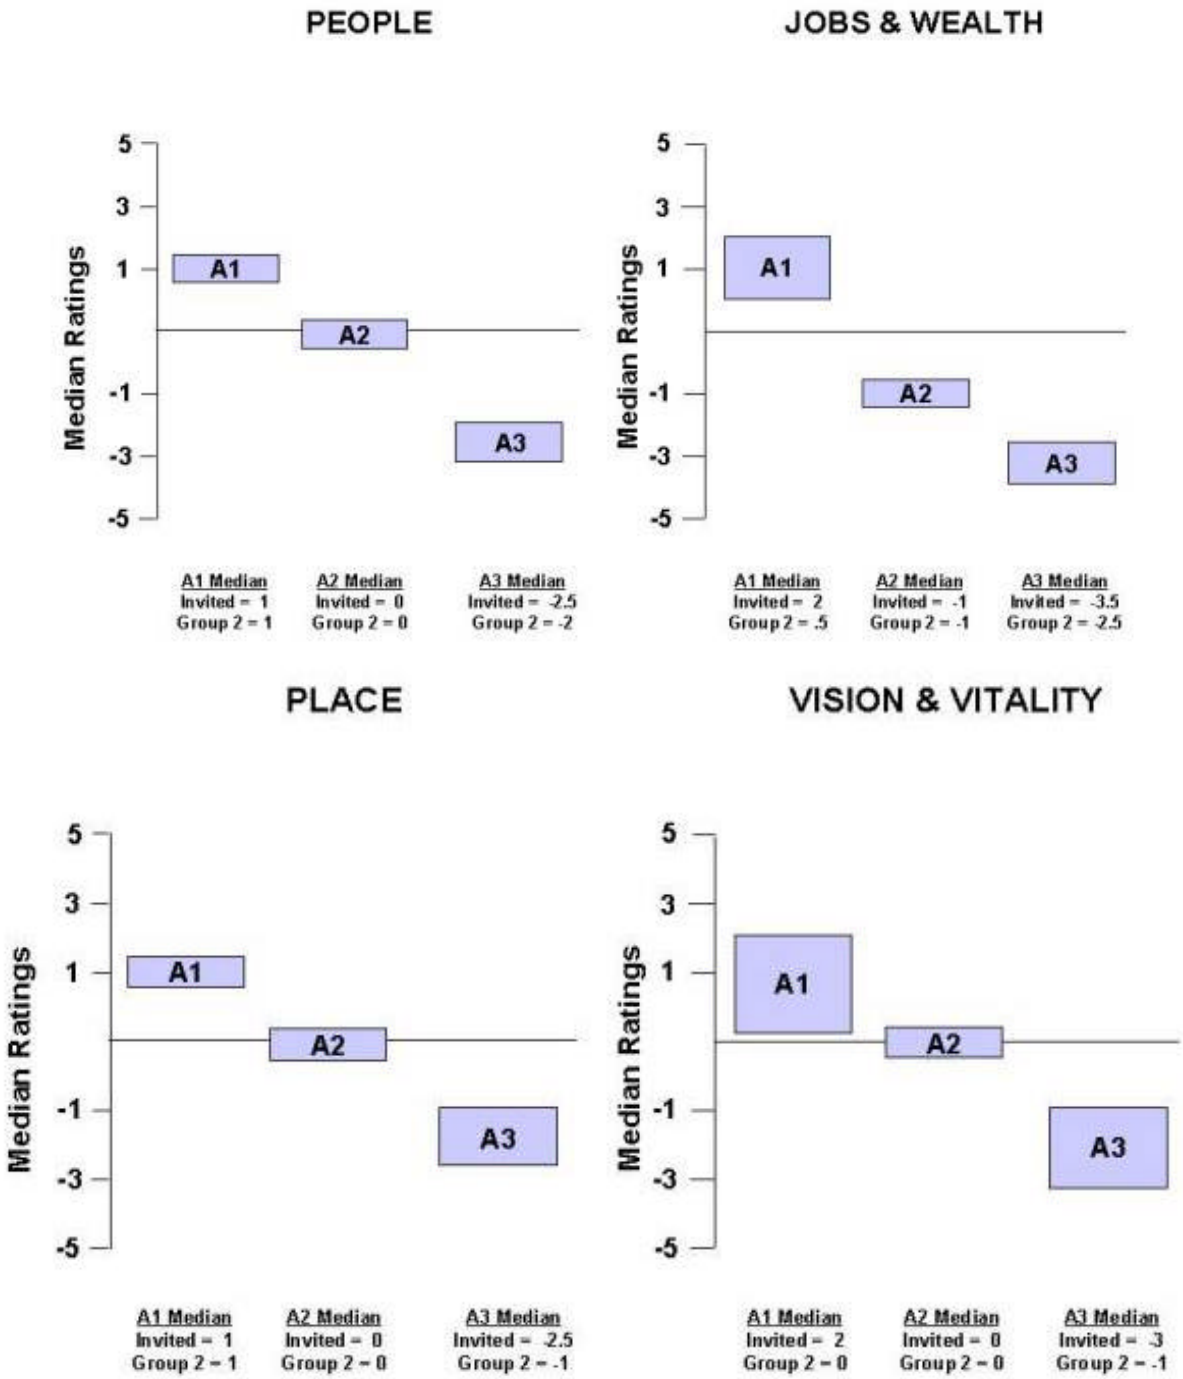 PEOPLE
5
3
1
-1
-3
-5
Median Ratings
A1
A2
A3
A1 Median
Invited = 1
Group 2 = 1
A2 Median
Invited = 0
Group 2 = 0
A3 Median
Invited = -2.5
Group 2 = -2
JOBS & WEALTH
5
3
1
-1
-3
-5
Median Ratings
A1
A2
A3
A1 Median
Invited = 2
Group 2 = .5
A2 Median
Invited = -1
Group 2 = -1
A3 Median
Invited = -3.5
Group 2 = -2.5
PLACE
5
3
1
-1
-3
-5
Median Ratings
A1
A2
A3
A1 Median
Invited = 1
Group 2 = 1
A2 Median
Invited = 0
Group 2 = 0
A3 Median
Invited = -2.5
Group 2 = -1
VISION & VITALITY
5
3
1
-1
-3
-5
Median Ratings
A1
A2
A3
A1 Median
Invited = 2
Group 2 = 0
A2 Median
Invited = 0
Group 2 = 0
A3 Median
Invited = -3
Group 2 = -1